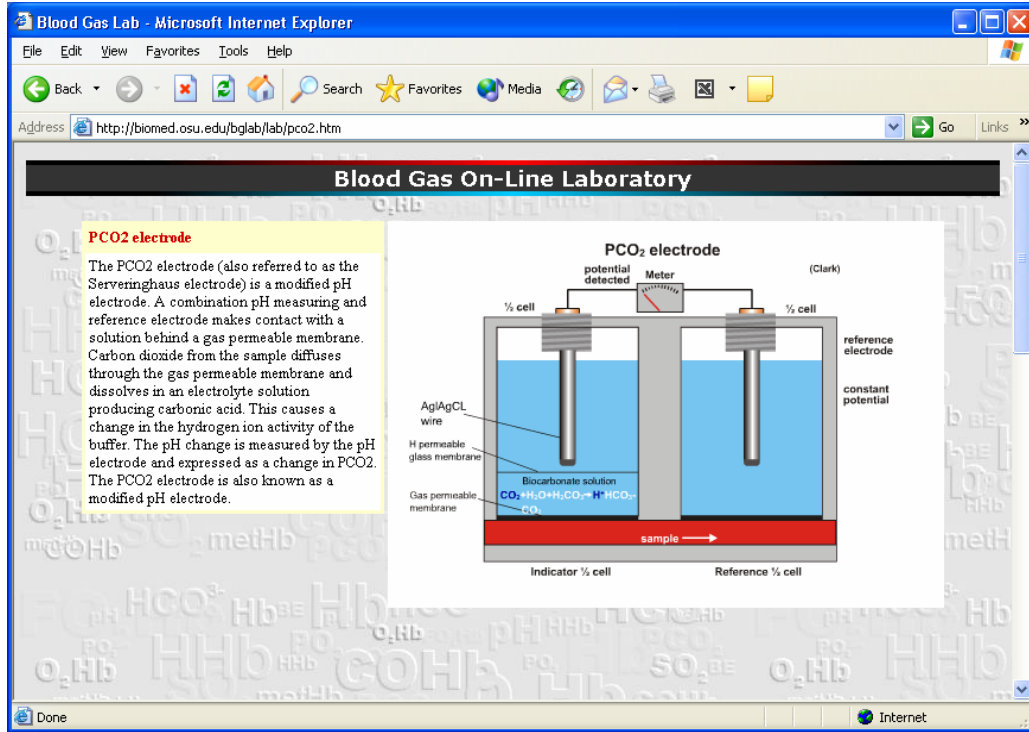 Blood Gas Lab - Microsoft Internet Explorer
File Edit View Favorites Tools Help
Back Search Favorites Media
Address http://biomed.osu.edu/bglab/lab/pco2.htm Go Links »
Blood Gas On-Line Laboratory
PCO2 electrode
The PCO2 electrode (also referred to as the
Serveringhaus electrode) is a modified pH
electrode. A combination pH measuring and
reference electrode makes contact with a
solution behind a gas permeable membrane.
Carbon dioxide from the sample diffuses
through the gas permeable membrane and
dissolves in an electrolyte solution
producing carbonic acid. This causes a
change in the hydrogen ion activity of the
buffer. The pH change is measured by the pH
electrode and expressed as a change in PCO2.
The PCO2 electrode is also known as a
modified pH electrode.
PCO₂ electrode
potential
detected
Meter
(Clark)
½ cell
½ cell
reference
electrode
constant
potential
Ag|AgCL
wire
H permeable
glass membrane
Biocarbonate solution
CO₂+H₂O+H₂CO₃→H⁺HCO₃-
Gas permeable
membrane
CO₂
sample
Indicator ½ cell
Reference ½ cell
Done
Internet